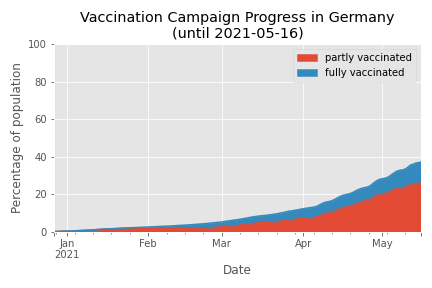 Vaccination Campaign Progress in Germany
(until 2021-05-16)
partly vaccinated
fully vaccinated
Percentage of population
100
80
60
40
20
0
Jan Feb Mar Apr May
2021
Date